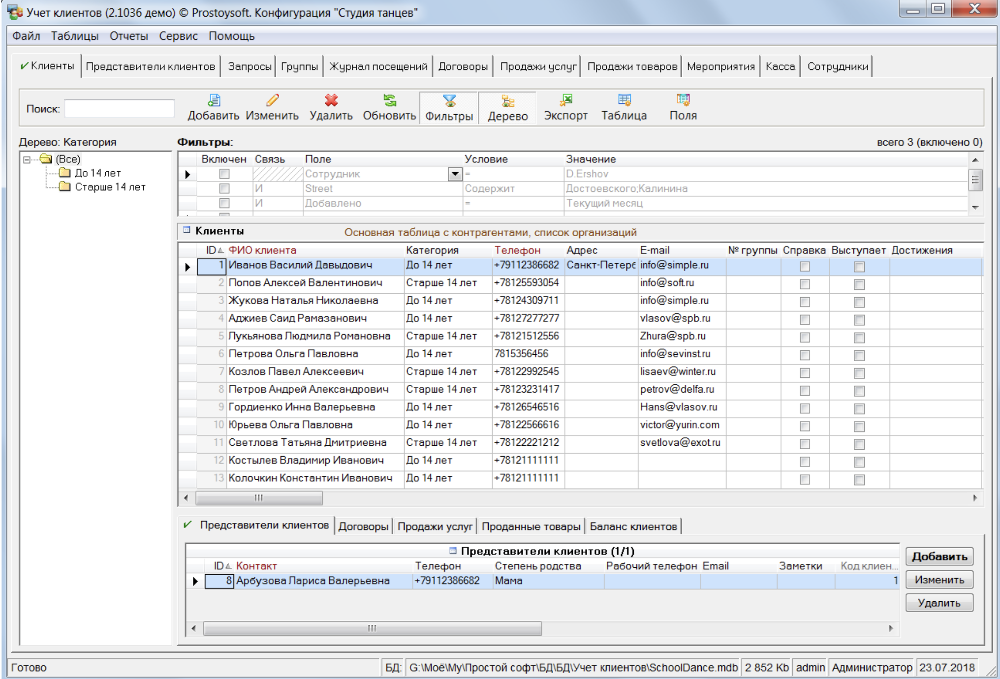 Учет клиентов (2.1036 демо) © Prostoysoft. Конфигурация "Студия танцев"
Файл Таблицы Отчеты Сервис Помощь
Клиенты Представители клиентов Запросы Группы Журнал посещений Договоры Продажи услуг Продажи товаров Мероприятия Касса Сотрудники
Поиск: Добавить Изменить Удалить Обновить Фильтры Дерево Экспорт Таблица Поля
Дерево: Категория
(Все)
До 14 лет
Старше 14 лет
Фильтры: всего 3 (включено 0)
Включен Связь Поле Условие Значение
Сотрудник = D.Ershov
И Street Содержит Достоевского;Калинина
И Добавлено = Текущий месяц
Клиенты Основная таблица с контрагентами, список организаций
ID ФИО клиента Категория Телефон Адрес E-mail № группы Справка Выступает Достижения
1 Иванов Василий Давыдович До 14 лет +79112386682 Санкт-Петерб info@simple.ru
2 Попов Алексей Валентинович Старше 14 лет +78125593054 info@soft.ru
3 Жукова Наталья Николаевна До 14 лет +78124309711 info@simple.ru
4 Аджиев Саид Рамазанович До 14 лет +78127277277 vlasov@spb.ru
5 Лукьянова Людмила Романовна Старше 14 лет +78121512556 Zhura@spb.ru
6 Петрова Ольга Павловна До 14 лет 7815356456 info@sevinst.ru
7 Козлов Павел Алексеевич Старше 14 лет +78122992545 lisaev@winter.ru
8 Петров Андрей Александрович Старше 14 лет +78123231417 petrov@delfa.ru
9 Гордиенко Инна Валерьевна До 14 лет +78126546516 Hans@vlasov.ru
10 Юрьева Ольга Павловна До 14 лет +78122566616 victor@yurin.com
11 Светлова Татьяна Дмитриевна Старше 14 лет +78122221212 svetlova@exot.ru
12 Костылев Владимир Иванович До 14 лет +78121111111
13 Колочкин Константин Иванович До 14 лет +78121111111
Представители клиентов Договоры Продажи услуг Проданные товары Баланс клиентов
Представители клиентов (1/1)
ID Контакт Телефон Степень родства Рабочий телефон Email Заметки Код клиен...
8 Арбузова Лариса Валерьевна +79112386682 Мама 1
Добавить
Изменить
Удалить
Готово БД: G:\Моё\My\Простой софт\БД\БД\Учет клиентов\SchoolDance.mdb 2 852 Kb admin Администратор 23.07.2018